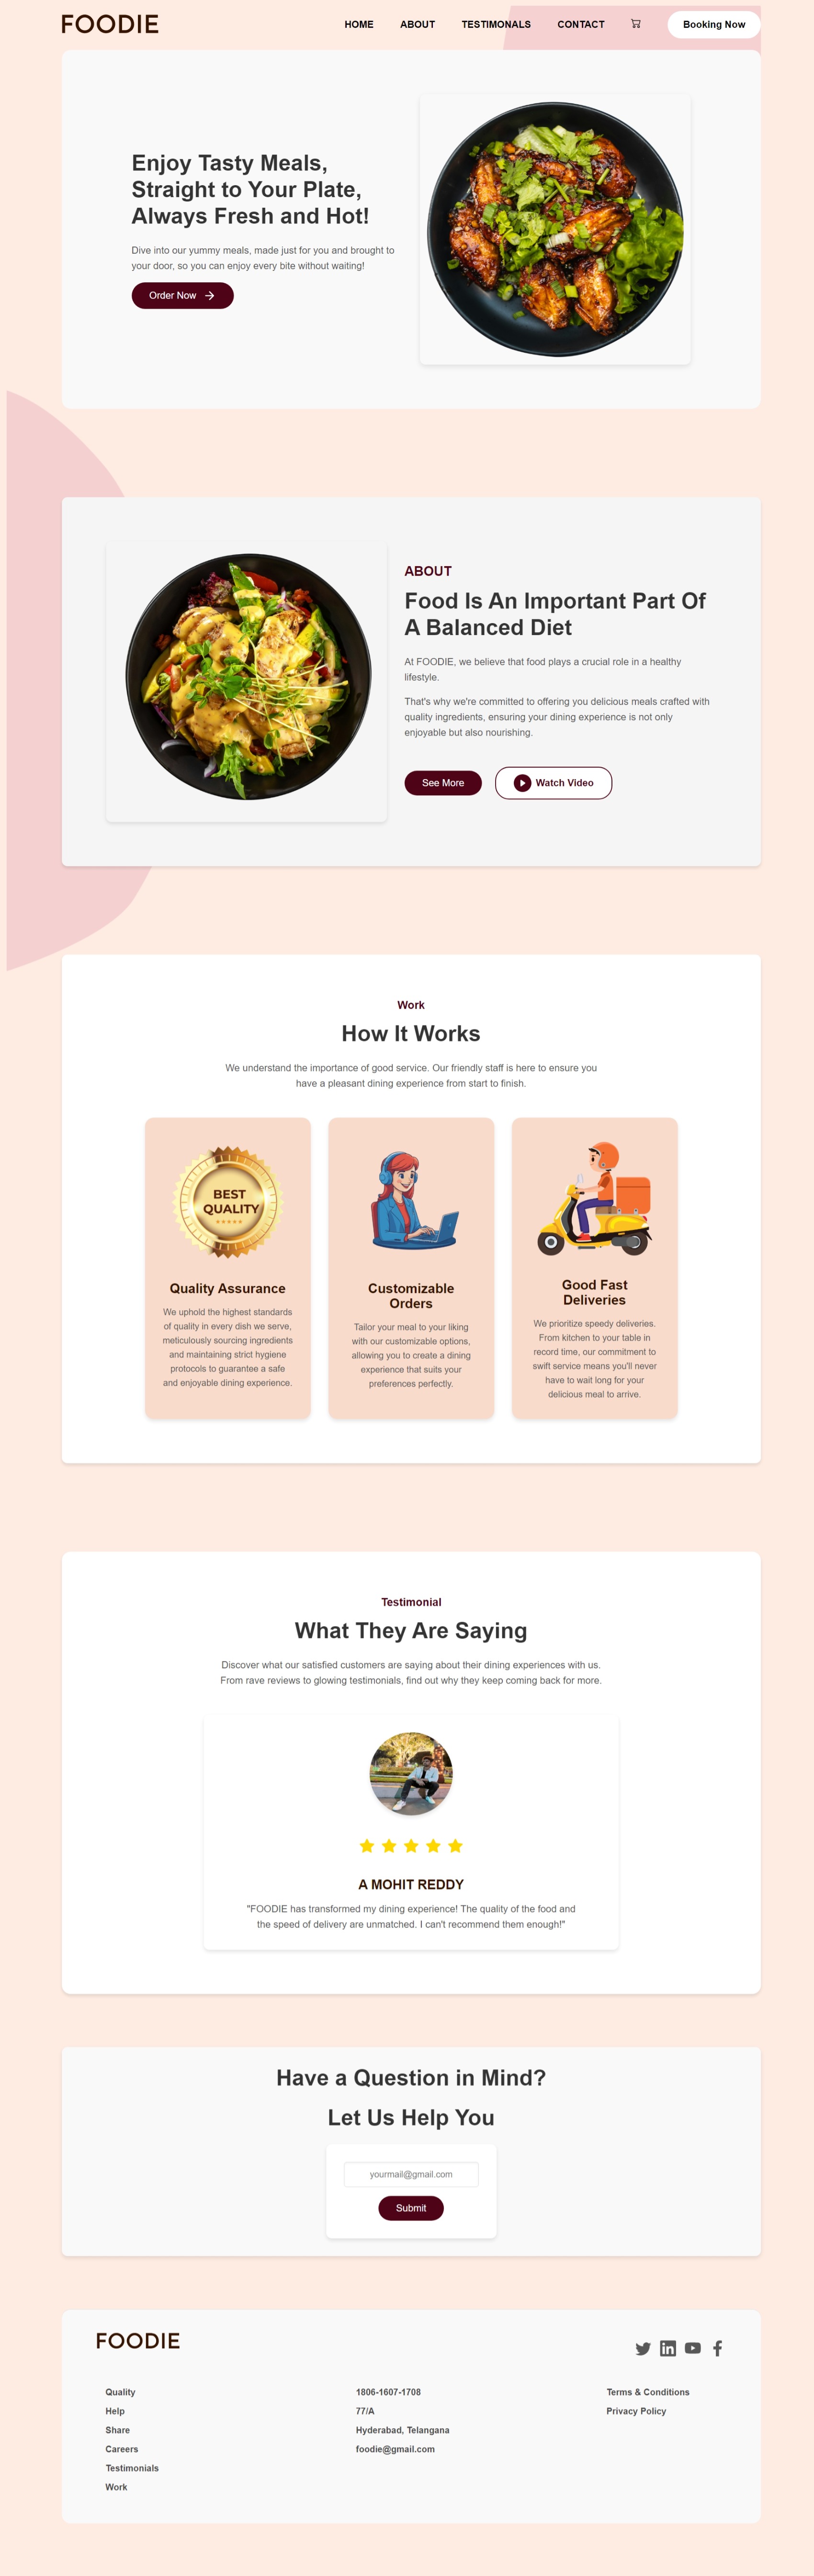 FOODIE
HOME
ABOUT
TESTIMONALS
CONTACT
Booking Now
Enjoy Tasty Meals,
Straight to Your Plate,
Always Fresh and Hot!
Dive into our yummy meals, made just for you and brought to
your door, so you can enjoy every bite without waiting!
Order Now
ABOUT
Food Is An Important Part Of
A Balanced Diet
At FOODIE, we believe that food plays a crucial role in a healthy
lifestyle.
That's why we're committed to offering you delicious meals crafted with
quality ingredients, ensuring your dining experience is not only
enjoyable but also nourishing.
See More
Watch Video
Work
How It Works
We understand the importance of good service. Our friendly staff is here to ensure you
have a pleasant dining experience from start to finish.
BEST
QUALITY
Quality Assurance
We uphold the highest standards
of quality in every dish we serve,
meticulously sourcing ingredients
and maintaining strict hygiene
protocols to guarantee a safe
and enjoyable dining experience.
Customizable
Orders
Tailor your meal to your liking
with our customizable options,
allowing you to create a dining
experience that suits your
preferences perfectly.
Good Fast
Deliveries
We prioritize speedy deliveries.
From kitchen to your table in
record time, our commitment to
swift service means you'll never
have to wait long for your
delicious meal to arrive.
Testimonial
What They Are Saying
Discover what our satisfied customers are saying about their dining experiences with us.
From rave reviews to glowing testimonials, find out why they keep coming back for more.
A MOHIT REDDY
"FOODIE has transformed my dining experience! The quality of the food and
the speed of delivery are unmatched. I can't recommend them enough!"
Have a Question in Mind?
Let Us Help You
yourmail@gmail.com
Submit
FOODIE
Quality
Help
Share
Careers
Testimonials
Work
1806-1607-1708
77/A
Hyderabad, Telangana
foodie@gmail.com
Terms & Conditions
Privacy Policy